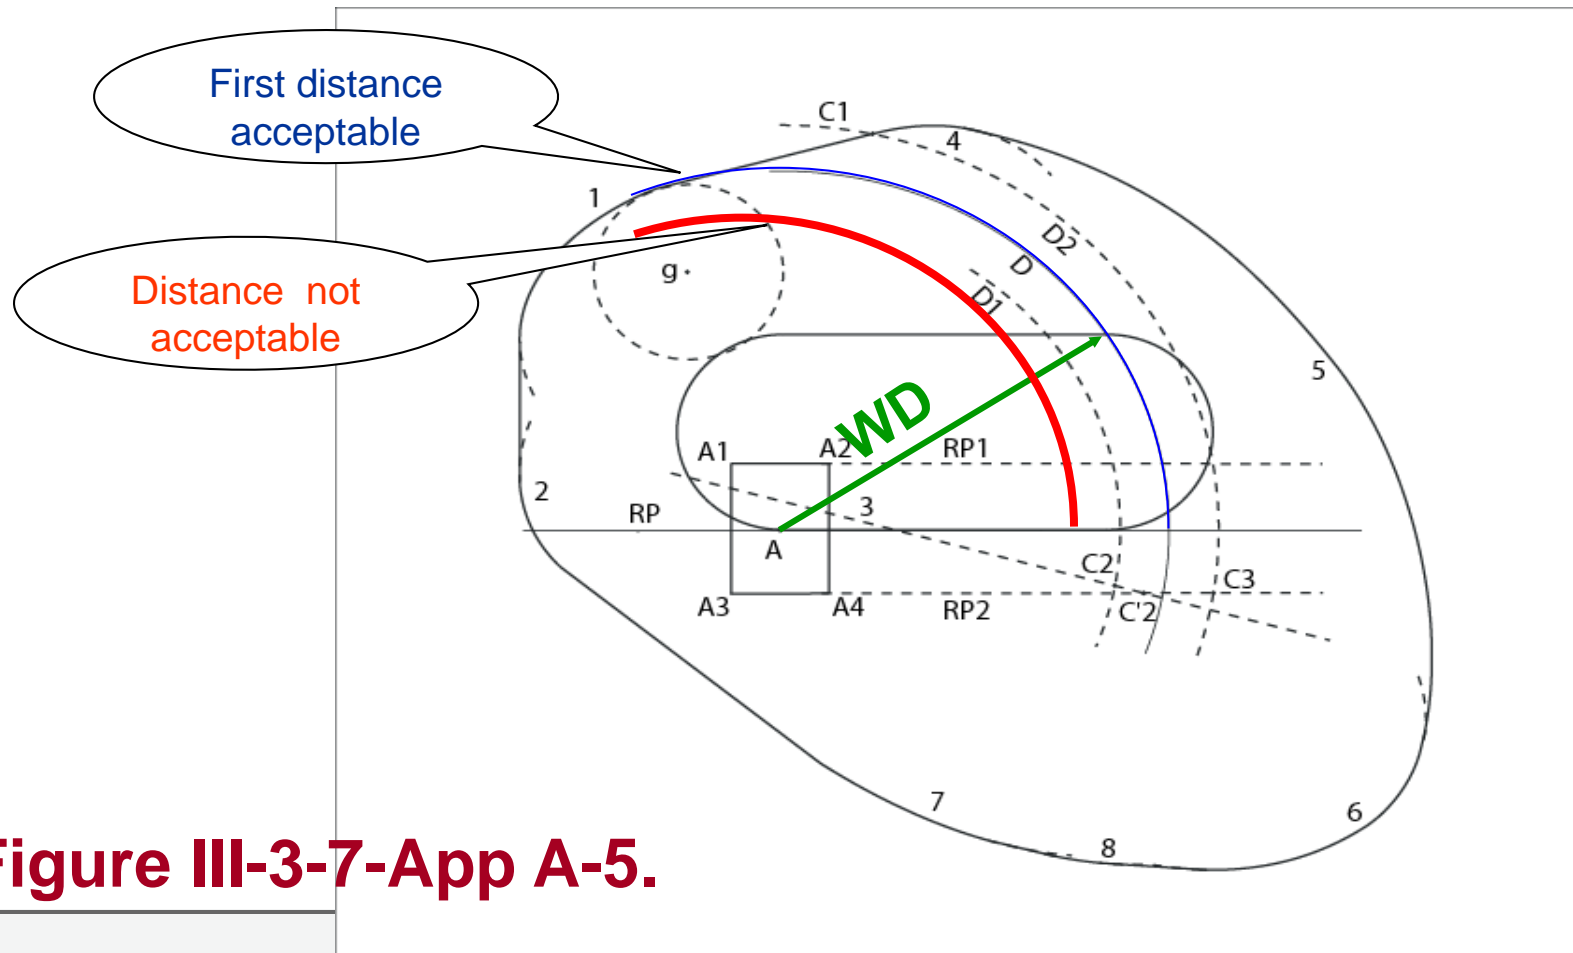 First distance
acceptable
C1
4
1
D2
D
g
D1
Distance  not
acceptable
5
WD
A1
A2
RP1
2
3
RP
A
C2
C3
A3
A4
RP2
C'2
7
6
8
Figure III-3-7-App A-5.